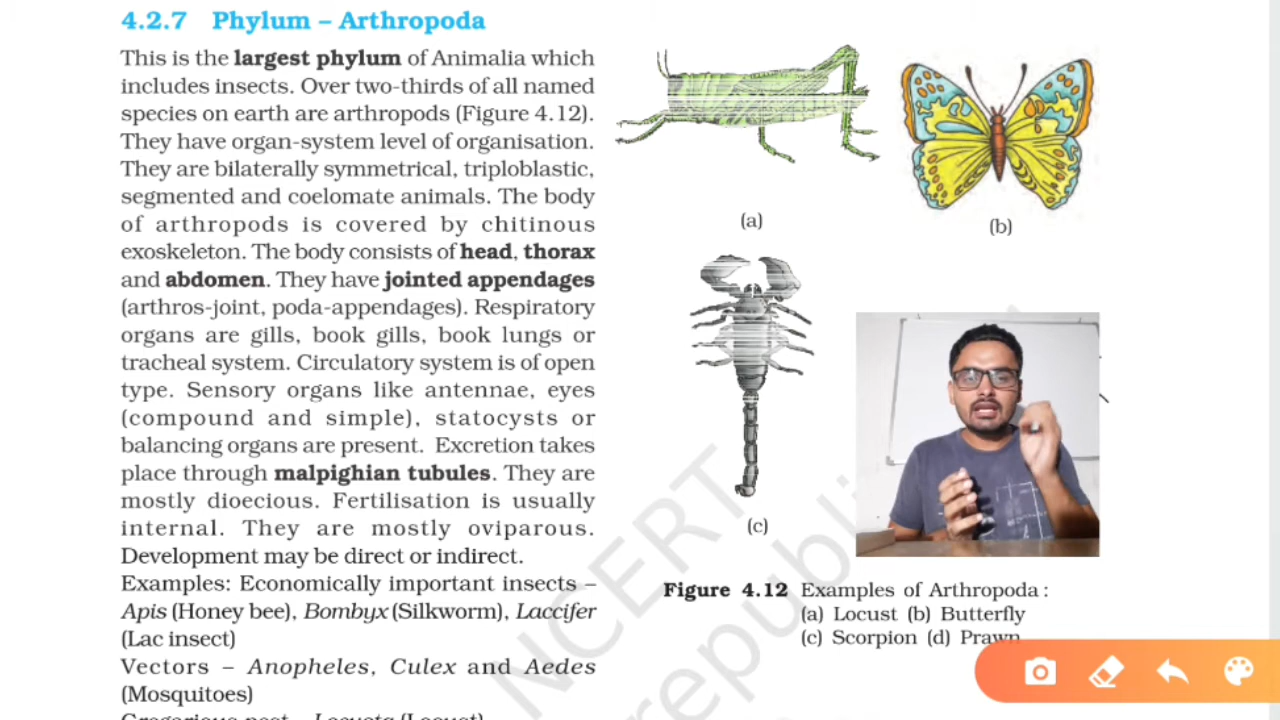 4.2.7 Phylum – Arthropoda
This is the largest phylum of Animalia which
includes insects. Over two-thirds of all named
species on earth are arthropods (Figure 4.12).
They have organ-system level of organisation.
They are bilaterally symmetrical, triploblastic,
segmented and coelomate animals. The body
of arthropods is covered by chitinous
exoskeleton. The body consists of head, thorax
and abdomen. They have jointed appendages
(arthros-joint, poda-appendages). Respiratory
organs are gills, book gills, book lungs or
tracheal system. Circulatory system is of open
type. Sensory organs like antennae, eyes
(compound and simple), statocysts or
balancing organs are present. Excretion takes
place through malpighian tubules. They are
mostly dioecious. Fertilisation is usually
internal. They are mostly oviparous.
Development may be direct or indirect.
Examples: Economically important insects –
Apis (Honey bee), Bombyx (Silkworm), Laccifer
(Lac insect)
Vectors – Anopheles, Culex and Aedes
(Mosquitoes)
Gregarious pest – Locusta (Locust)
(a)
(b)
(c)
Figure 4.12 Examples of Arthropoda :
(a) Locust (b) Butterfly
(c) Scorpion (d) Prawn
NCERT
republi